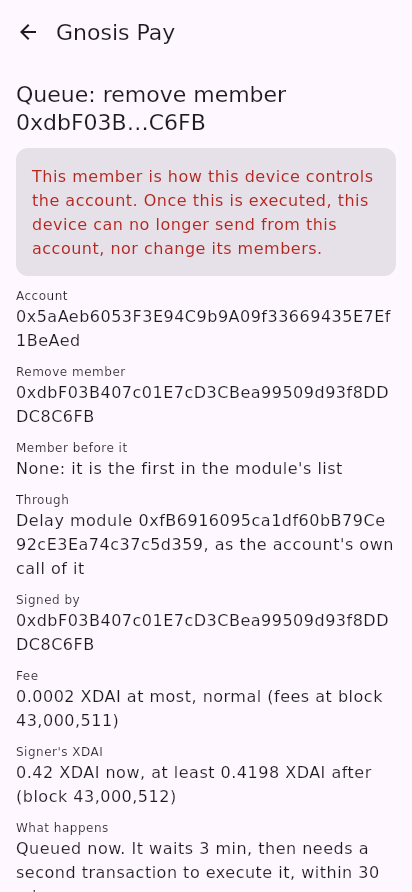 Gnosis Pay
Queue: remove member
0xdbF03B…C6FB
This member is how this device controls
the account. Once this is executed, this
device can no longer send from this
account, nor change its members.
Account
0x5aAeb6053F3E94C9b9A09f33669435E7Ef
1BeAed
Remove member
0xdbF03B407c01E7cD3CBea99509d93f8DD
DC8C6FB
Member before it
None: it is the first in the module's list
Through
Delay module 0xfB6916095ca1df60bB79Ce
92cE3Ea74c37c5d359, as the account's own
call of it
Signed by
0xdbF03B407c01E7cD3CBea99509d93f8DD
DC8C6FB
Fee
0.0002 XDAI at most, normal (fees at block
43,000,511)
Signer's XDAI
0.42 XDAI now, at least 0.4198 XDAI after
(block 43,000,512)
What happens
Queued now. It waits 3 min, then needs a
second transaction to execute it, within 30